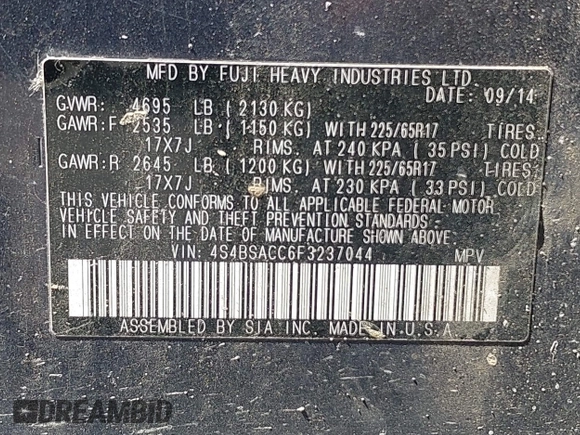 MFD BY FUJI HEAVY INDUSTRIES LTD.
DATE: 09/14
GVWR: 4695 LB (2130 KG)
GAWR:F 2535 LB (1150 KG) WITH 225/65R17 TIRES,
17X7J RIMS, AT 240 KPA (35 PSI) COLD
GAWR:R 2645 LB (1200 KG) WITH 225/65R17 TIRES,
17X7J RIMS, AT 230 KPA (33 PSI) COLD
THIS VEHICLE CONFORMS TO ALL APPLICABLE FEDERAL MOTOR
VEHICLE SAFETY AND THEFT PREVENTION STANDARDS
IN EFFECT ON THE DATE OF MANUFACTURE SHOWN ABOVE
VIN: 4S4BSACC6F3237044 MPV
ASSEMBLED BY SIA INC. MADE IN U.S.A
DREAMBID